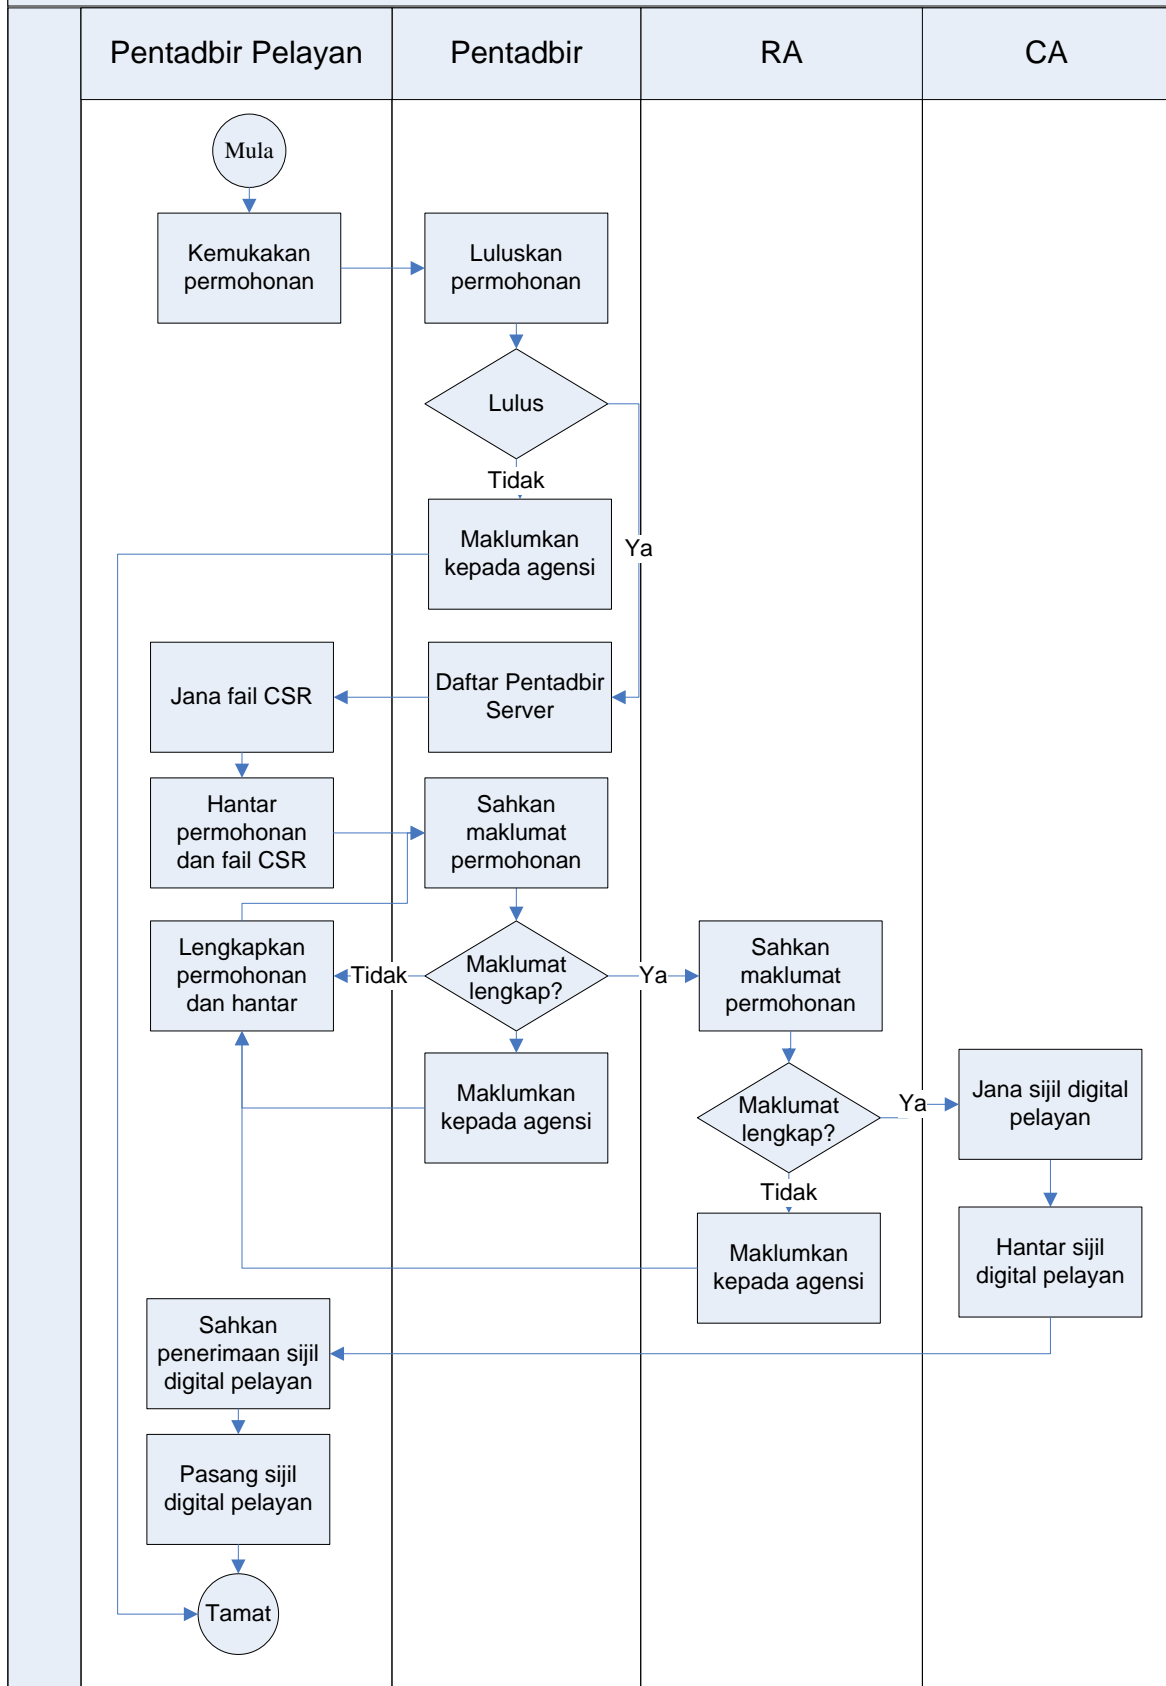 Pentadbir Pelayan
Pentadbir
RA
CA
Mula
Kemukakan
permohonan
Luluskan
permohonan
Lulus
Tidak
Maklumkan
kepada agensi
Ya
Jana fail CSR
Daftar Pentadbir
Server
Hantar
permohonan
dan fail CSR
Sahkan
maklumat
permohonan
Lengkapkan
permohonan
dan hantar
Tidak
Maklumat
lengkap?
Ya
Sahkan
maklumat
permohonan
Maklumkan
kepada agensi
Maklumat
lengkap?
Ya
Jana sijil digital
pelayan
Tidak
Maklumkan
kepada agensi
Hantar sijil
digital pelayan
Sahkan
penerimaan sijil
digital pelayan
Pasang sijil
digital pelayan
Tamat